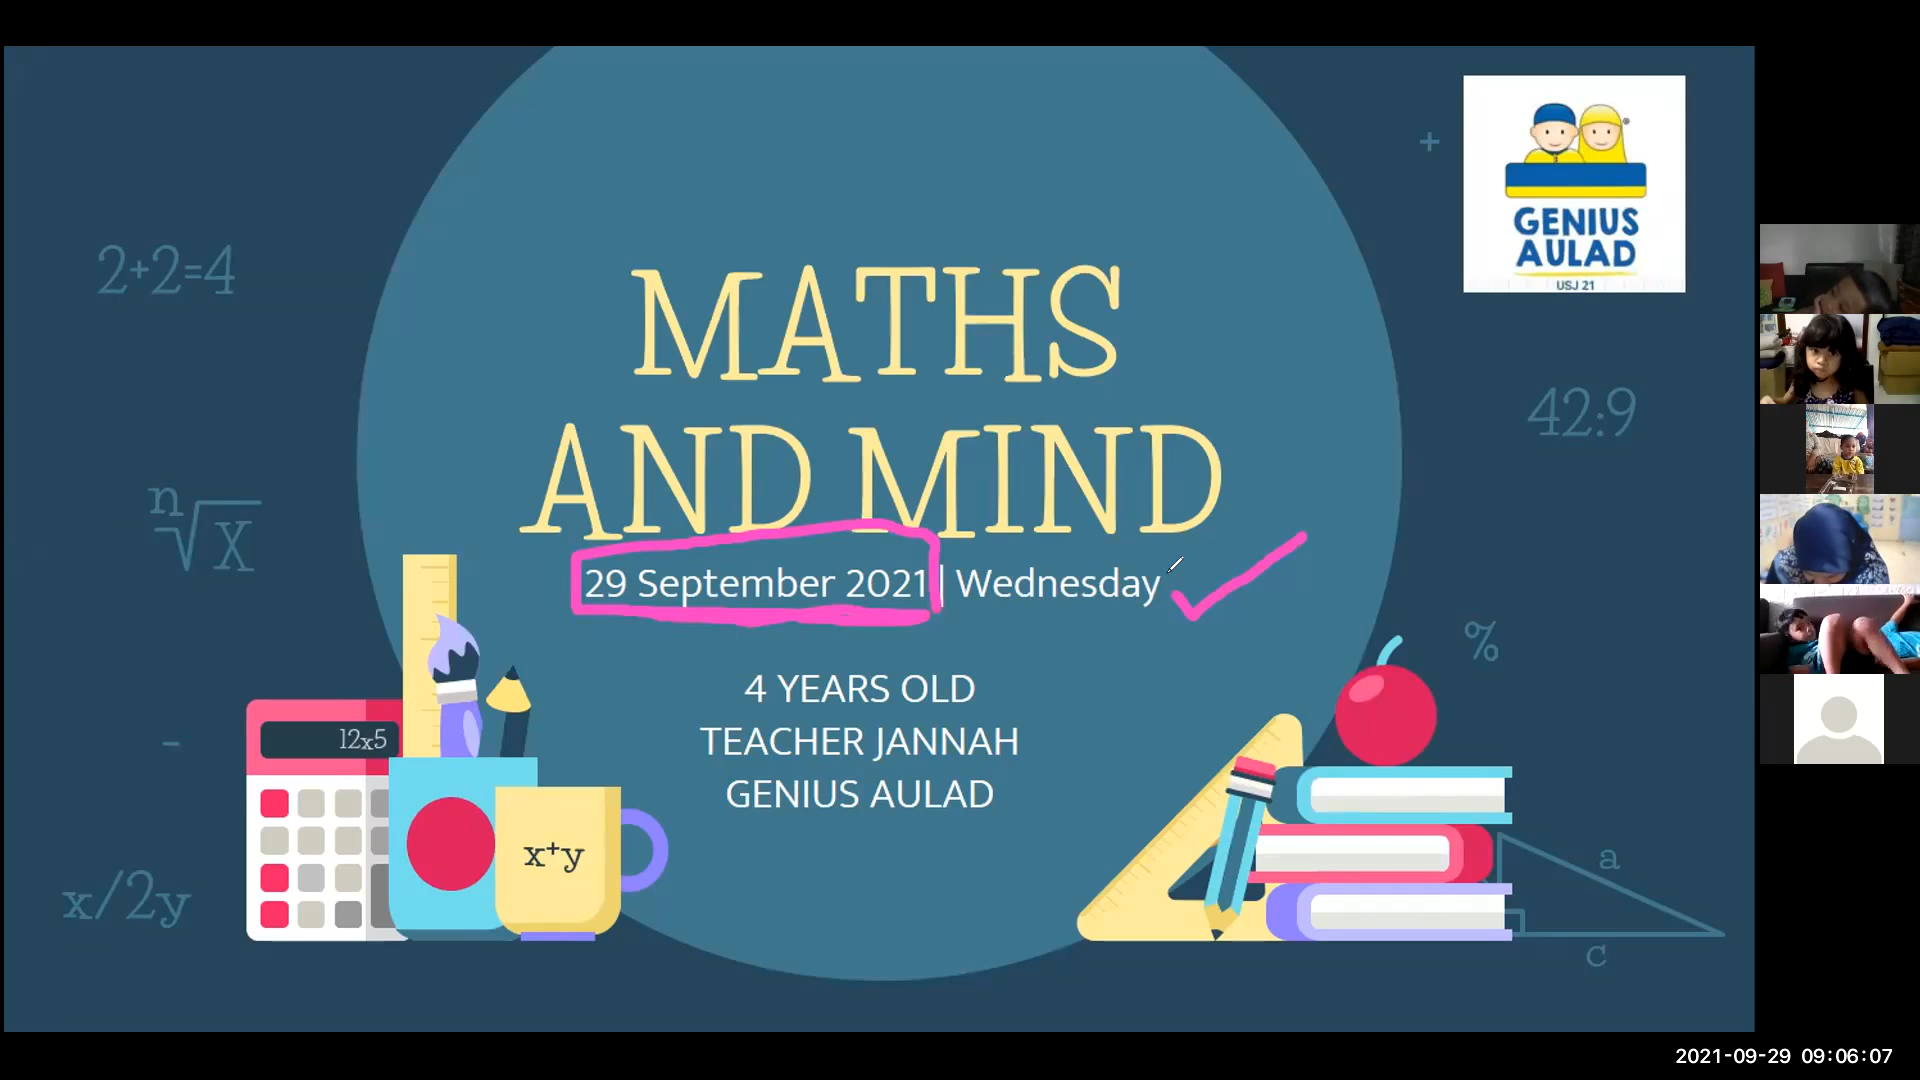 GENIUS
AULAD
USJ 21
+
2+2=4
42:9
MATHS
AND MIND
n√x
29 September 2021 | Wednesday
%
4 YEARS OLD
TEACHER JANNAH
GENIUS AULAD
-
12x5
x+y
x/2y
a
c
2021-09-29 09:06:07